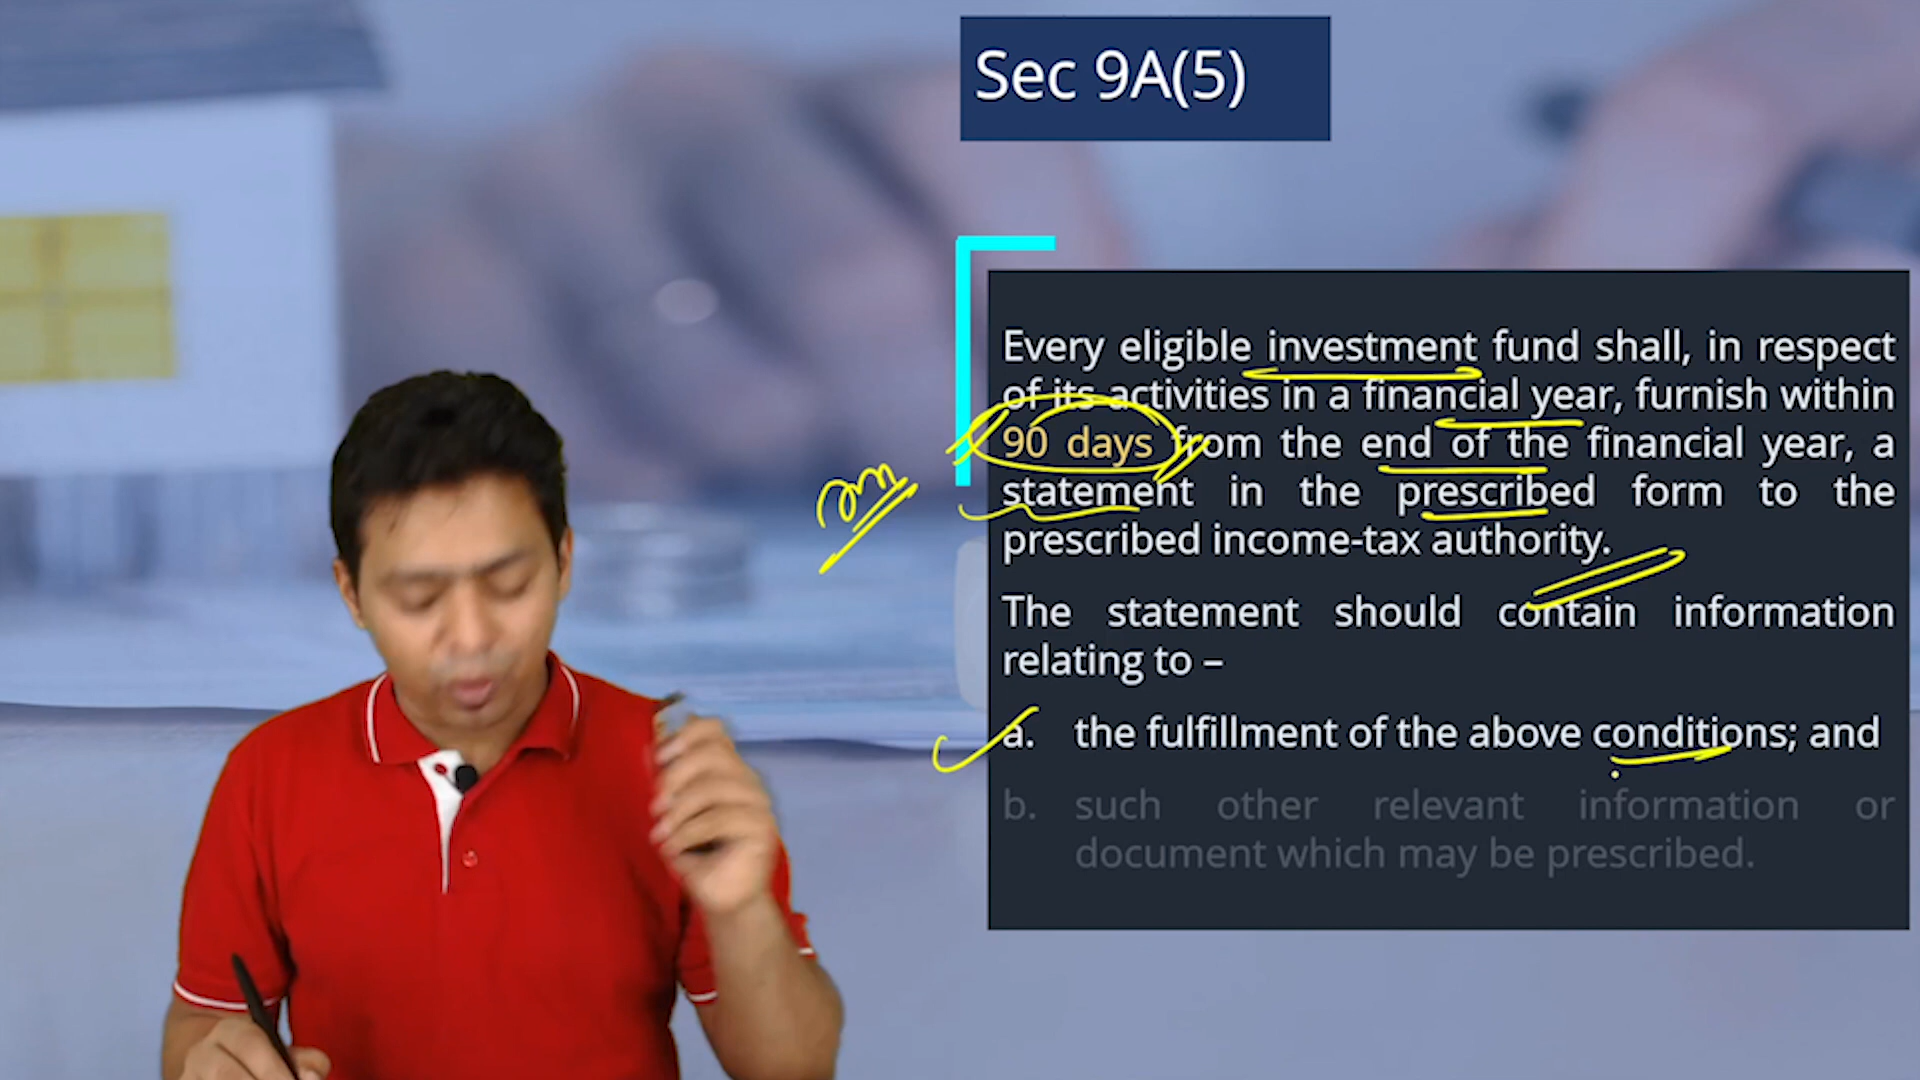 Sec 9A(5)
Every eligible investment fund shall, in respect
of its activities in a financial year, furnish within
90 days from the end of the financial year, a
statement in the prescribed form to the
prescribed income-tax authority.
The statement should contain information
relating to –
a. the fulfillment of the above conditions; and
b. such other relevant information or
document which may be prescribed.